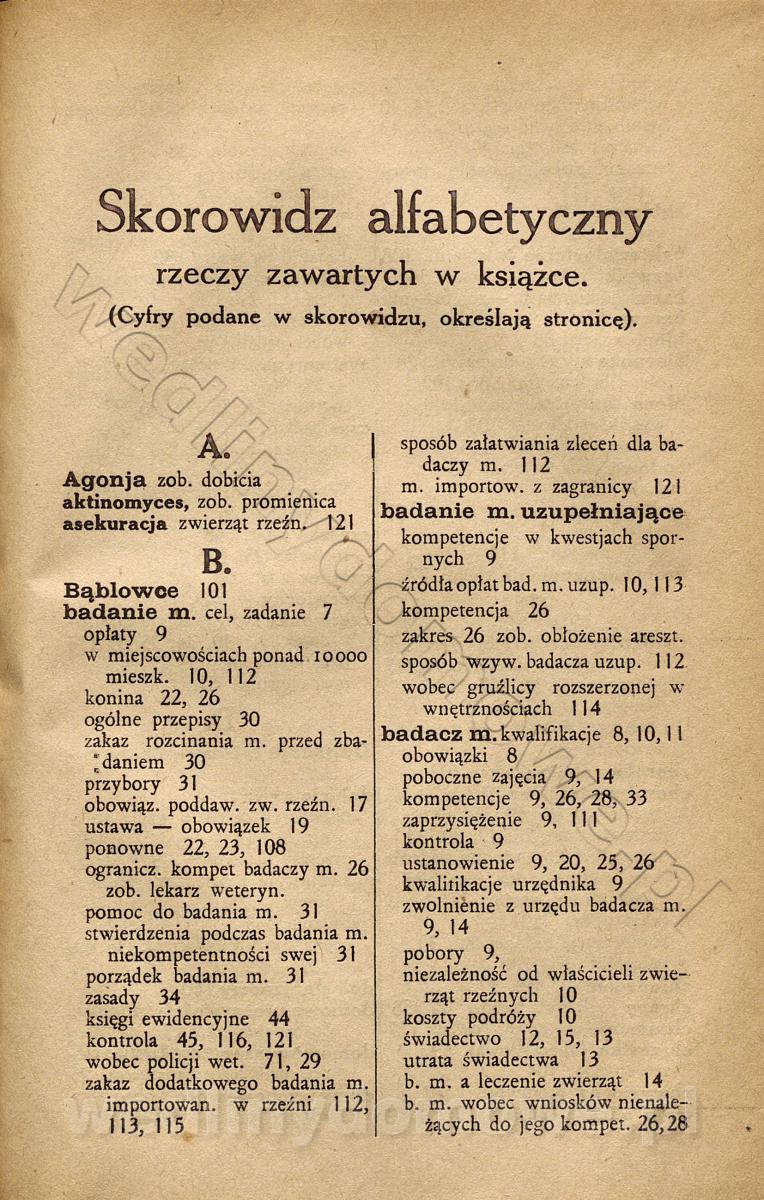 Skorowidz alfabetyczny
rzeczy zawartych w książce.
(Cyfry podane w skorowidzu, określają stronicę).
A.
Agonja zob. dobicia
aktinomyces, zob. promienica
asekuracja zwierząt rzeźn. 121
B.
Bąblowce 101
badanie m. cel, zadanie 7
opłaty 9
w miejscowościach ponad 10000
mieszk. 10, 112
konina 22, 26
ogólne przepisy 30
zakaz rozcinania m. przed zba-
daniem 30
przybory 31
obowiąz. poddaw. zw. rzeźn. 17
ustawa — obowiązek 19
ponowne 22, 23, 108
ogranicz. kompet badaczy m. 26
zob. lekarz weteryn.
pomoc do badania m. 31
stwierdzenia podczas badania m.
niekompetentności swej 31
porządek badania m. 31
zasady 34
księgi ewidencyjne 44
kontrola 45, 116, 121
wobec policji wet. 71, 29
zakaz dodatkowego badania m.
importowan. w rzeźni 112,
113, 115
sposób załatwiania zleceń dla ba-
daczy m. 112
m. importow. z zagranicy 121
badanie m. uzupełniające
kompetencje w kwestjach spor-
nych 9
źródła opłat bad. m. uzup. 10, 113
kompetencja 26
zakres 26 zob. obłożenie areszt.
sposób wzyw. badacza uzup. 112
wobec gruźlicy rozszerzonej w
wnętrznościach 114
badacz m. kwalifikacje 8, 10, 11
obowiązki 8
poboczne zajęcia 9, 14
kompetencje 9, 26, 28, 33
zaprzysiężenie 9, 111
kontrola 9
ustanowienie 9, 20, 25, 26
kwalifikacje urzędnika 9
zwolnienie z urzędu badacza m.
9, 14
pobory 9,
niezależność od właścicieli zwie-
rząt rzeźnych 10
koszty podróży 10
świadectwo 12, 15, 13
utrata świadectwa 13
b. m. a leczenie zwierząt 14
b. m. wobec wniosków nienale-
żących do jego kompet. 26, 28
wedlinydomowe.pl
wedlinydomowe.pl